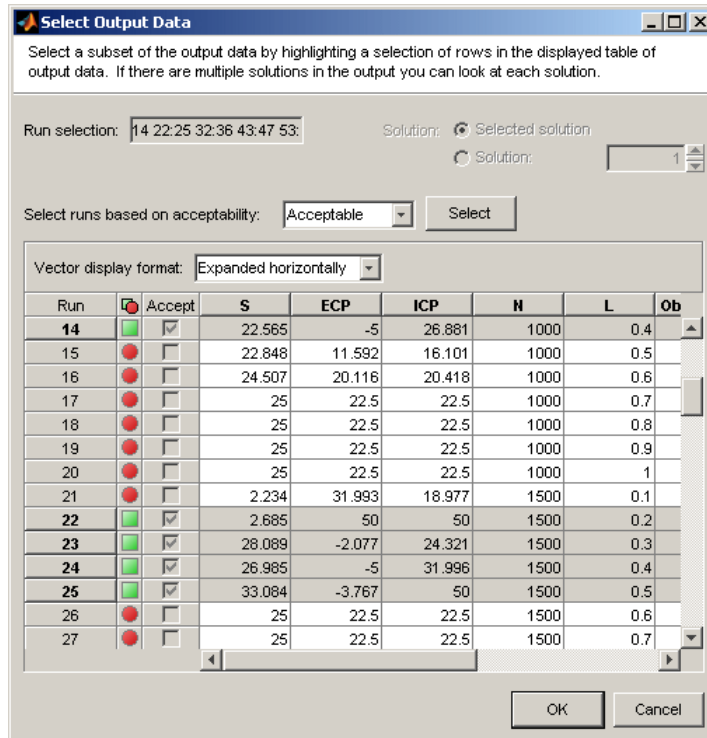 Select Output Data
Select a subset of the output data by highlighting a selection of rows in the displayed table of
output data. If there are multiple solutions in the output you can look at each solution.
Run selection: 14 22:25 32:36 43:47 53: Solution: Selected solution
Solution: 1
Select runs based on acceptability: Acceptable Select
Vector display format: Expanded horizontally
Run Accept S ECP ICP N L Ob
14 22.565 -5 26.881 1000 0.4
15 22.848 11.592 16.101 1000 0.5
16 24.507 20.116 20.418 1000 0.6
17 25 22.5 22.5 1000 0.7
18 25 22.5 22.5 1000 0.8
19 25 22.5 22.5 1000 0.9
20 25 22.5 22.5 1000 1
21 2.234 31.993 18.977 1500 0.1
22 2.685 50 50 1500 0.2
23 28.089 -2.077 24.321 1500 0.3
24 26.985 -5 31.996 1500 0.4
25 33.084 -3.767 50 1500 0.5
26 25 22.5 22.5 1500 0.6
27 25 22.5 22.5 1500 0.7
OK Cancel